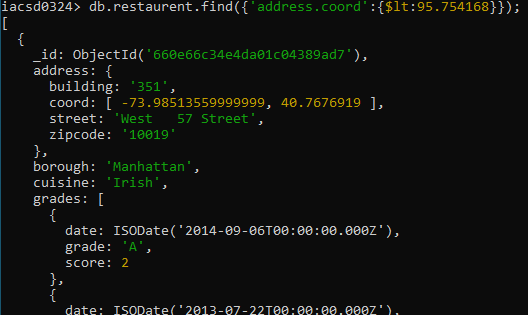 iacsd0324> db.restaurent.find({'address.coord':{$lt:95.754168}});
[
  {
    _id: ObjectId('660e66c34e4da01c04389ad7'),
    address: {
      building: '351',
      coord: [ -73.98513559999999, 40.7676919 ],
      street: 'West   57 Street',
      zipcode: '10019'
    },
    borough: 'Manhattan',
    cuisine: 'Irish',
    grades: [
      {
        date: ISODate('2014-09-06T00:00:00.000Z'),
        grade: 'A',
        score: 2
      },
      {
        date: ISODate('2013-07-22T00:00:00.000Z'),